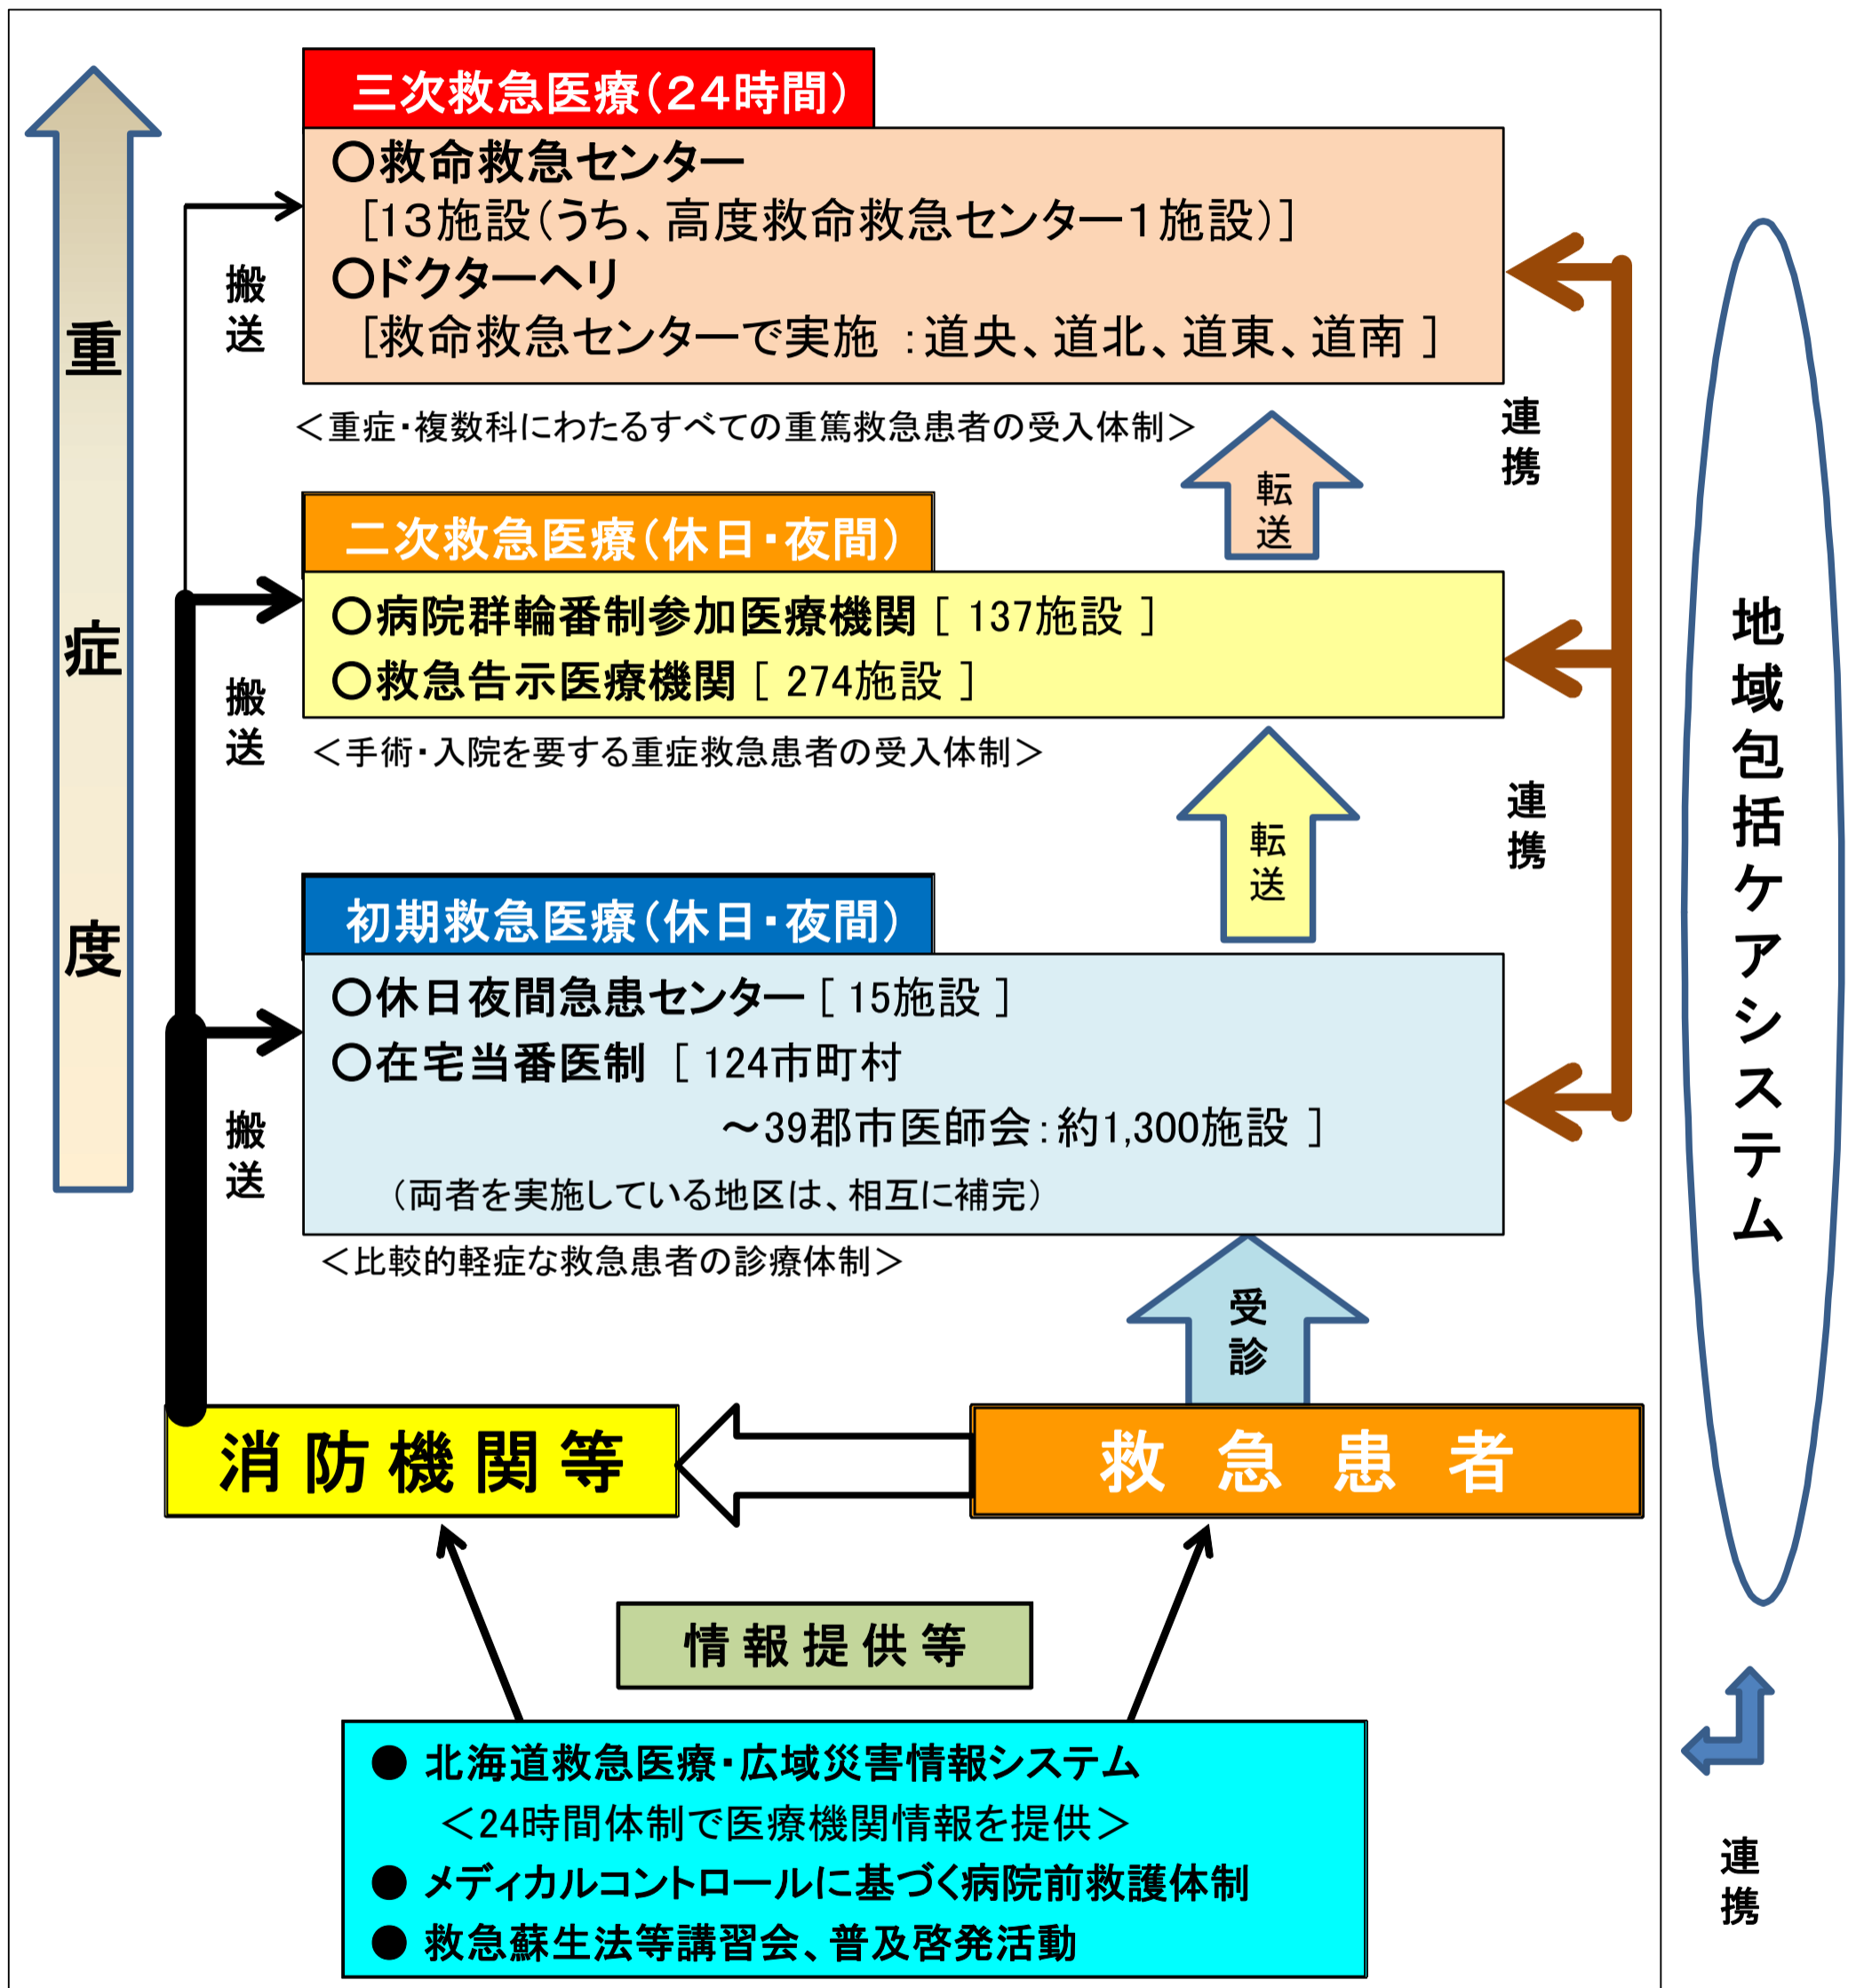 三次救急医療（24時間）
○救命救急センター
［13施設（うち、高度救命救急センター１施設）］
○ドクターヘリ
［救命救急センターで実施 ：道央、道北、道東、道南 ］
＜重症・複数科にわたるすべての重篤救急患者の受入体制＞
搬送
転送
連携
二次救急医療（休日・夜間）
○病院群輪番制参加医療機関 ［ 137施設 ］
○救急告示医療機関 ［ 274施設 ］
＜手術・入院を要する重症救急患者の受入体制＞
搬送
転送
連携
初期救急医療（休日・夜間）
○休日夜間急患センター ［ 15施設 ］
○在宅当番医制 ［ 124市町村
～39郡市医師会：約1,300施設 ］
（両者を実施している地区は、相互に補完）
＜比較的軽症な救急患者の診療体制＞
搬送
受診
重症度
地域包括ケアシステム
消防機関等
救急患者
情報提供等
● 北海道救急医療・広域災害情報システム
＜24時間体制で医療機関情報を提供＞
● メディカルコントロールに基づく病院前救護体制
● 救急蘇生法等講習会、普及啓発活動
連携